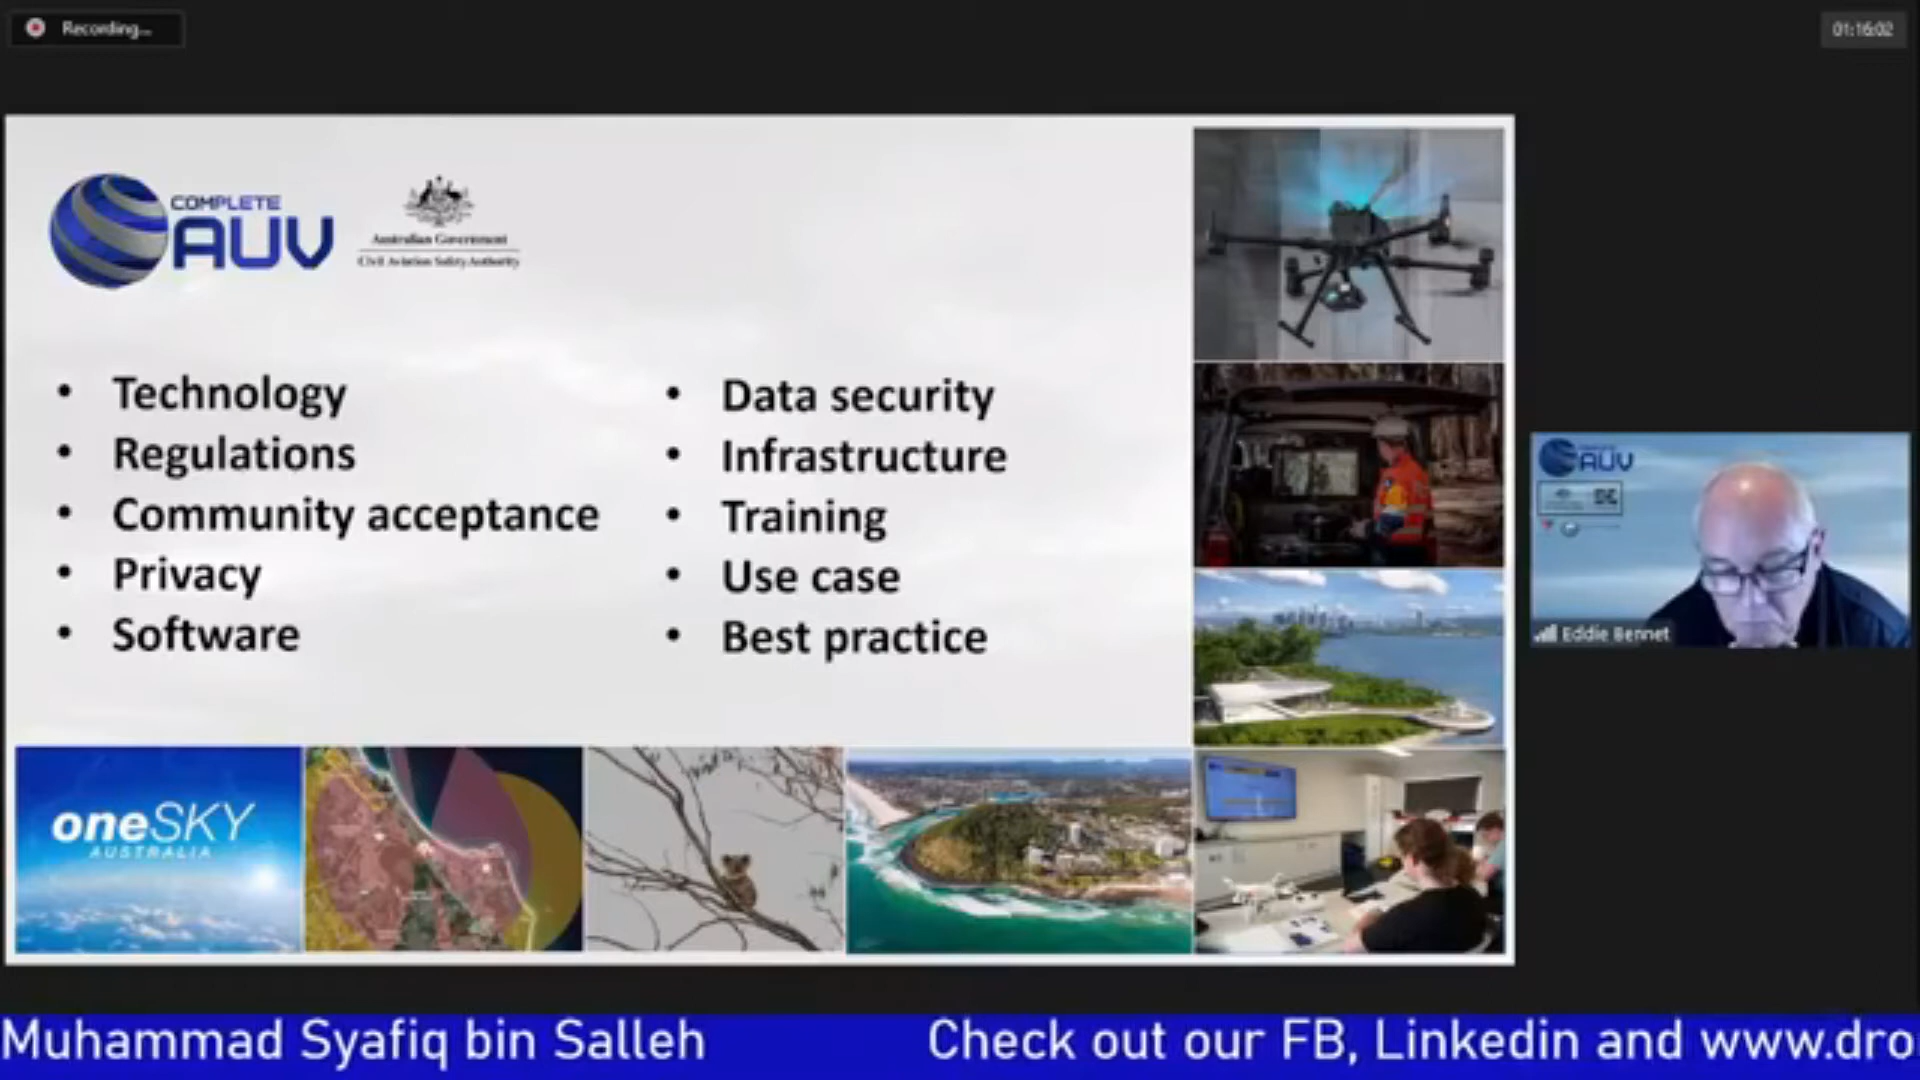 Recording...
01:16:02
COMPLETE
AUV
Australian Government
Civil Aviation Safety Authority
• Technology
• Regulations
• Community acceptance
• Privacy
• Software
• Data security
• Infrastructure
• Training
• Use case
• Best practice
oneSKY
AUSTRALIA
AUV
Eddie Bennet
Muhammad Syafiq bin Salleh
Check out our FB, Linkedin and www.dro